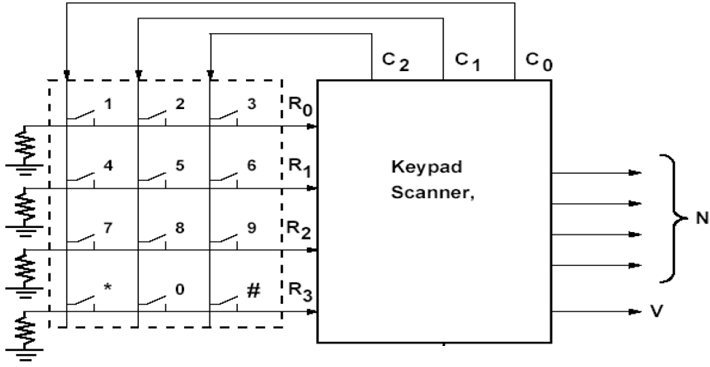 C2 C1 C0
1 2 3 R0
4 5 6 R1
7 8 9 R2
* 0 # R3
Keypad
Scanner,
N
V